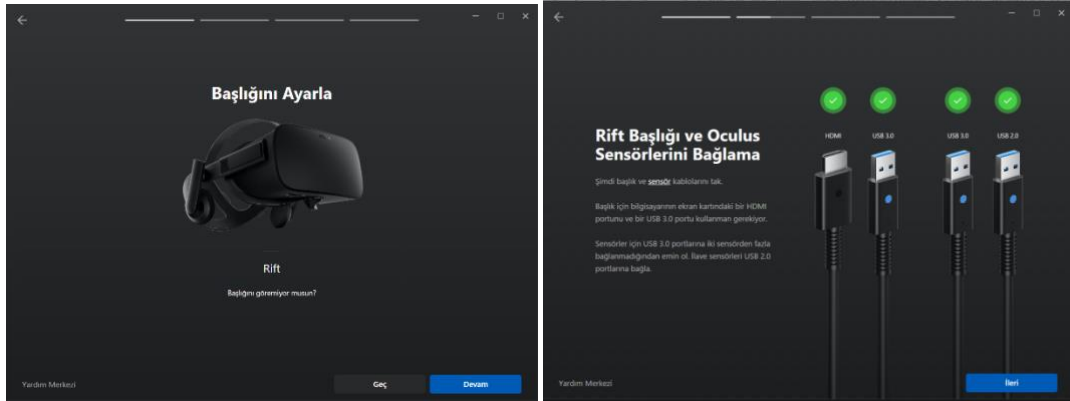 Başlığını Ayarla
Rift
Başlığını göremiyor musun?
Yardım Merkezi
Geç
Devam
HDMI
USB 3.0
USB 3.0
USB 2.0
Rift Başlığı ve Oculus
Sensörlerini Bağlama
Şimdi başlık ve sensör kablolarını tak.
Başlık için bilgisayarının ekran kartındaki bir HDMI
portunu ve bir USB 3.0 portu kullanman gerekiyor.
Sensörler için USB 3.0 portlarına iki sensörden fazla
bağlanmadığından emin ol. İlave sensörleri USB 2.0
portlarına bağla.
Yardım Merkezi
İleri